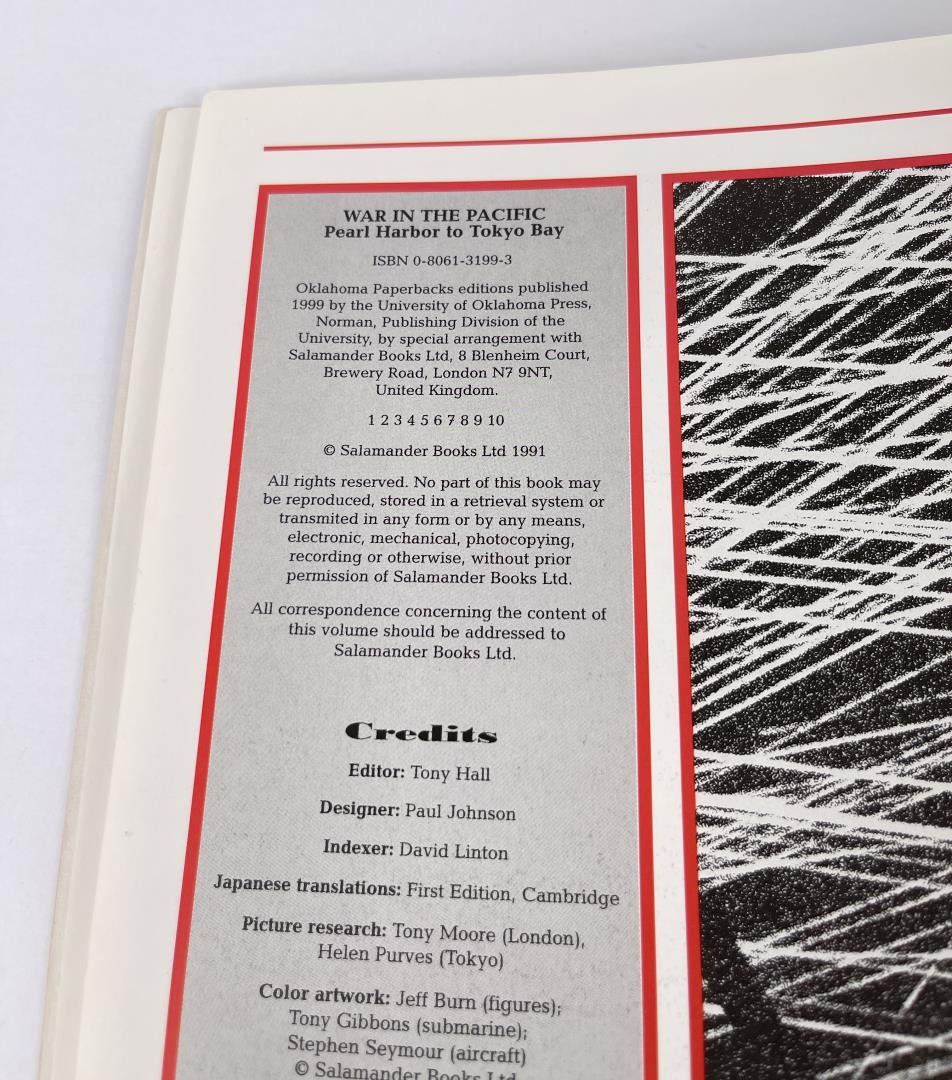 WAR IN THE PACIFIC
Pearl Harbor to Tokyo Bay
ISBN 0-8061-3199-3
Oklahoma Paperbacks editions published
1999 by the University of Oklahoma Press,
Norman, Publishing Division of the
University, by special arrangement with
Salamander Books Ltd, 8 Blenheim Court,
Brewery Road, London N7 9NT,
United Kingdom.
1 2 3 4 5 6 7 8 9 10
© Salamander Books Ltd 1991
All rights reserved. No part of this book may
be reproduced, stored in a retrieval system or
transmited in any form or by any means,
electronic, mechanical, photocopying,
recording or otherwise, without prior
permission of Salamander Books Ltd.
All correspondence concerning the content of
this volume should be addressed to
Salamander Books Ltd.
Credits
Editor: Tony Hall
Designer: Paul Johnson
Indexer: David Linton
Japanese translations: First Edition, Cambridge
Picture research: Tony Moore (London),
Helen Purves (Tokyo)
Color artwork: Jeff Burn (figures);
Tony Gibbons (submarine);
Stephen Seymour (aircraft)
© Salamander Books Ltd